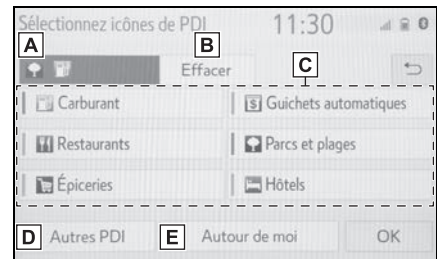 Sélectionnez icônes de PDI 11:30 0
A B
Effacer C
Carburant $ Guichets automatiques
Restaurants Parcs et plages
Épiceries Hôtels
D Autres PDI E Autour de moi OK